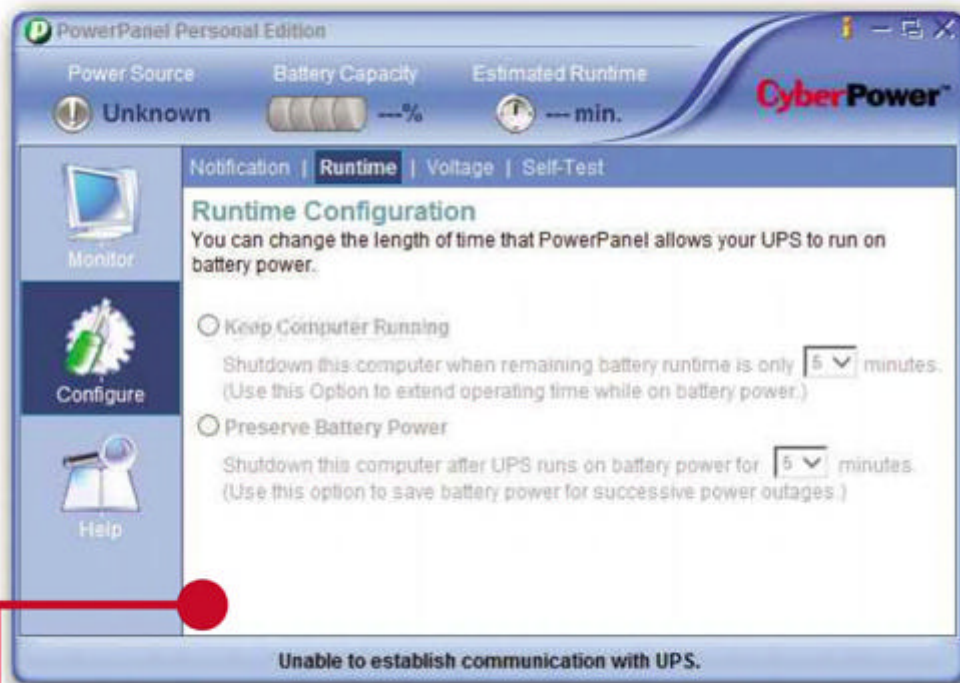 PowerPanel Personal Edition
Power Source
Battery Capacity
Estimated Runtime
Unknown
---%
--- min.
CyberPower™
Notification | Runtime | Voltage | Self-Test
Monitor
Configure
Help
Runtime Configuration
You can change the length of time that PowerPanel allows your UPS to run on
battery power.
Keep Computer Running
Shutdown this computer when remaining battery runtime is only 5 minutes.
(Use this Option to extend operating time while on battery power.)
Preserve Battery Power
Shutdown this computer after UPS runs on battery power for 5 minutes.
(Use this option to save battery power for successive power outages.)
Unable to establish communication with UPS.